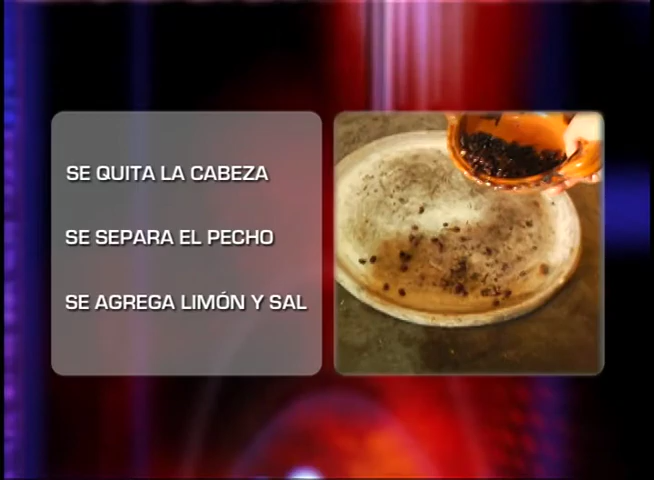 SE QUITA LA CABEZA
SE SEPARA EL PECHO
SE AGREGA LIMÓN Y SAL